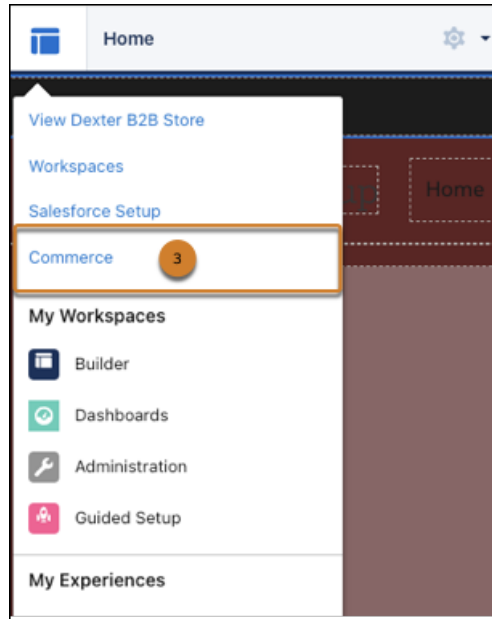 Home
View Dexter B2B Store
Workspaces
Salesforce Setup
Home
Commerce 3
My Workspaces
Builder
Dashboards
Administration
Guided Setup
My Experiences